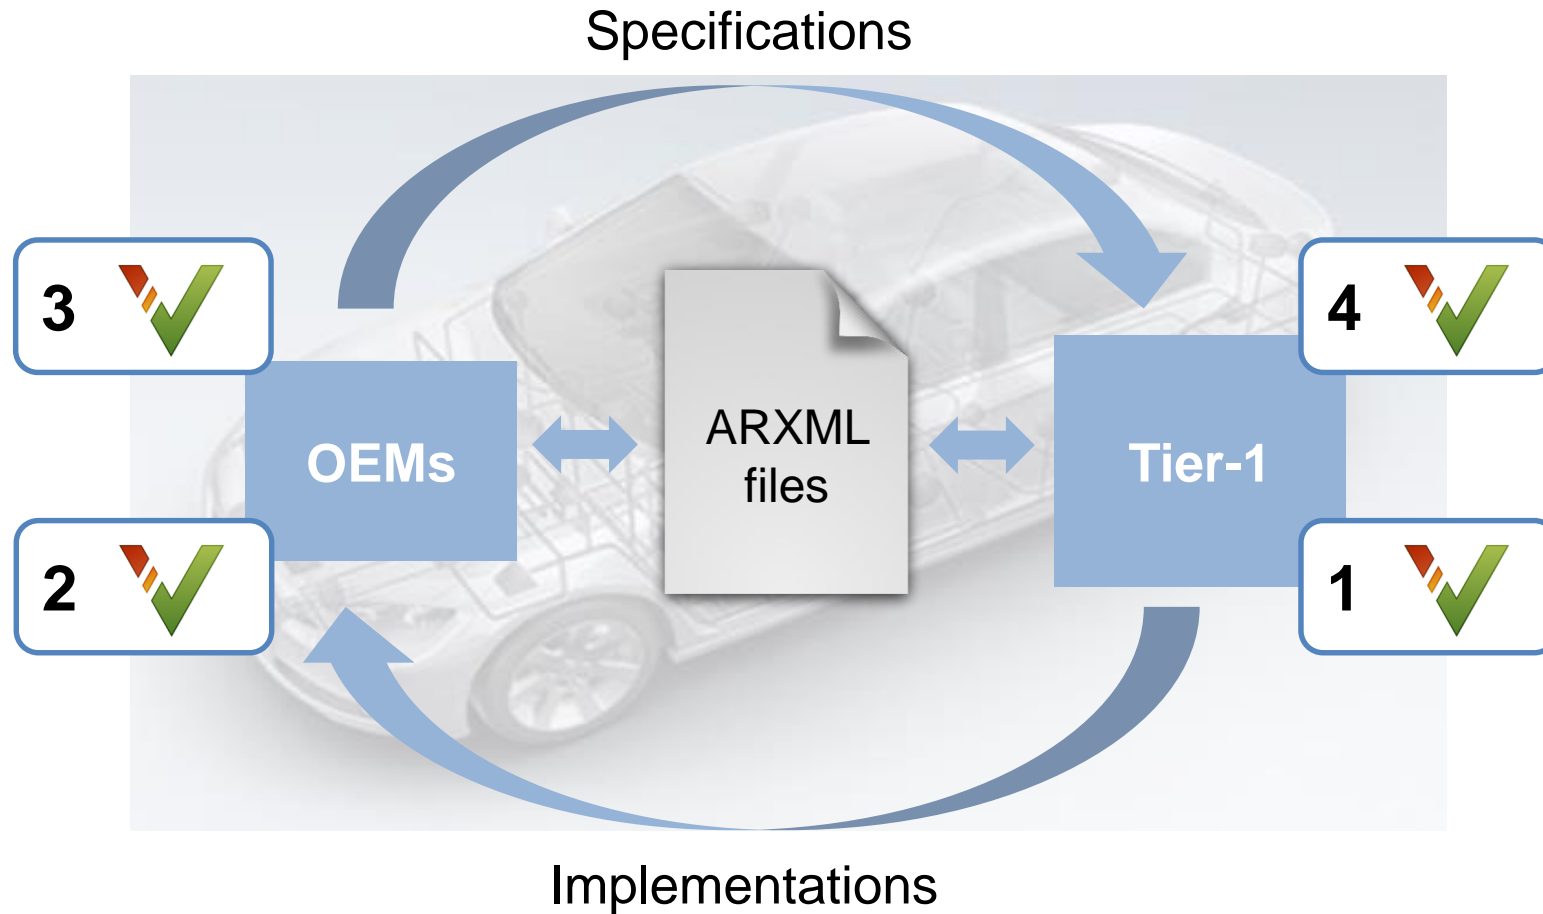 Specifications
3
4
OEMs
ARXML
files
Tier-1
2
1
Implementations